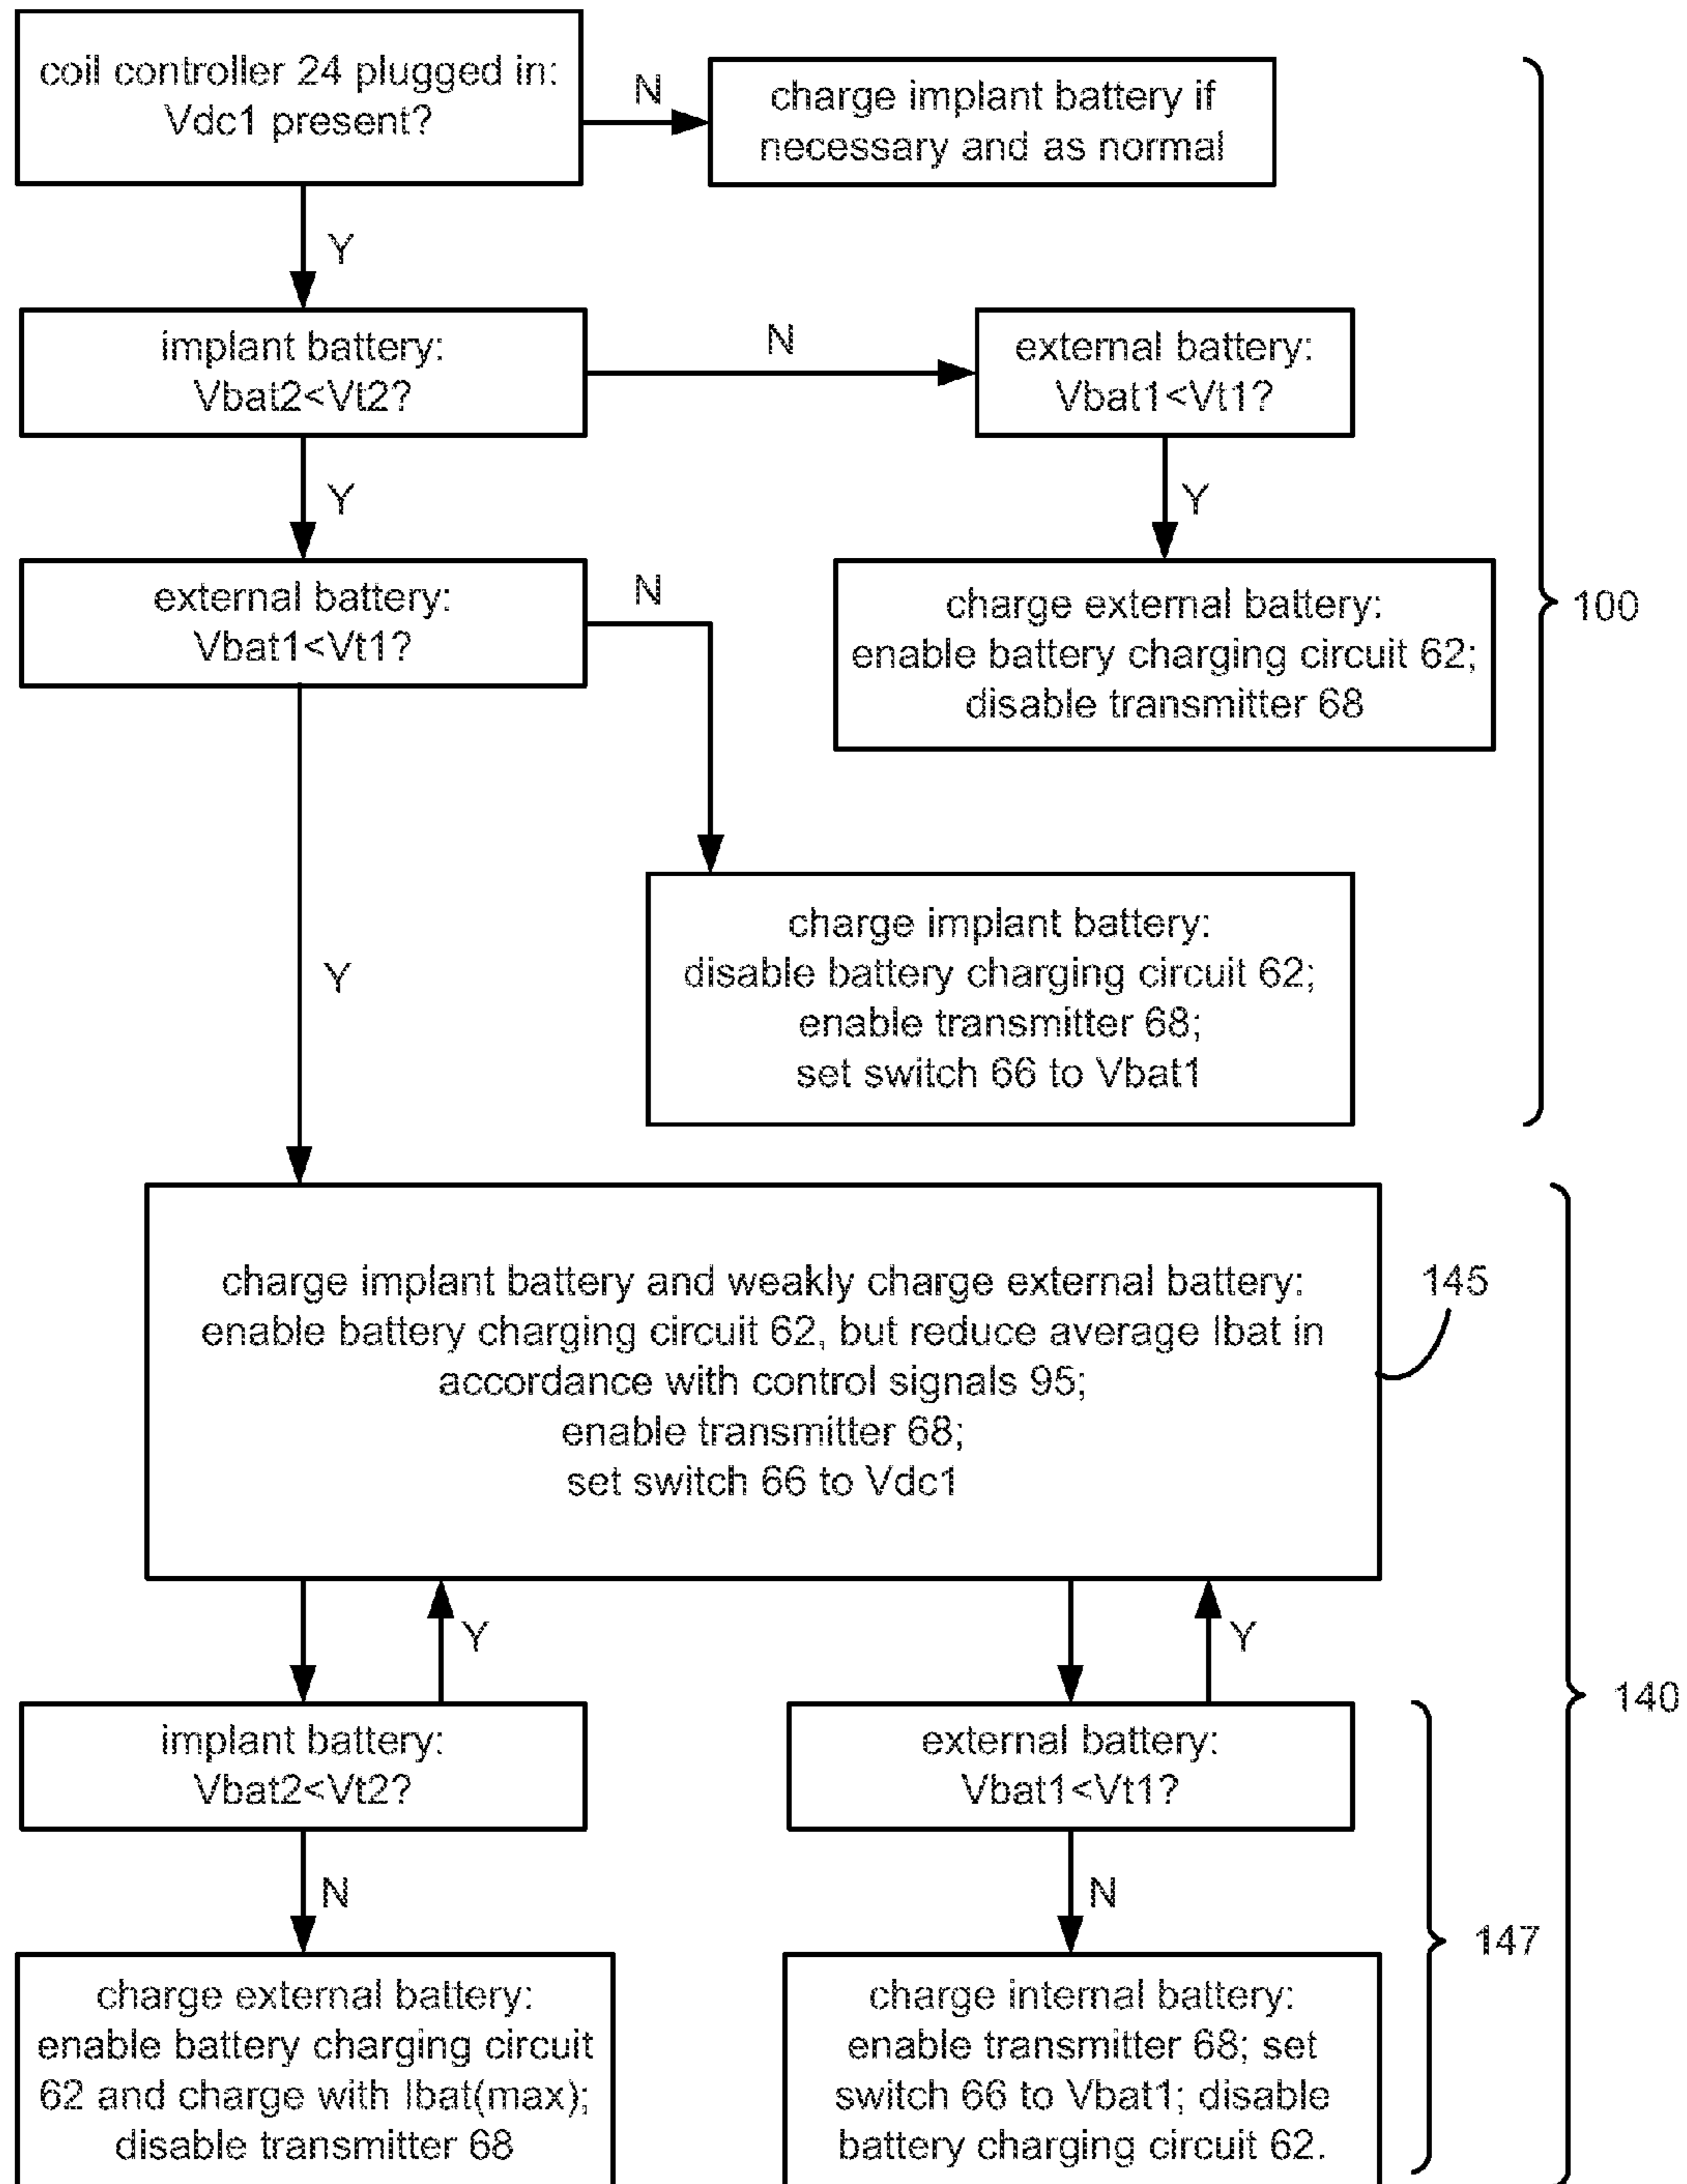 coil controller 24 plugged in:
Vdc1 present?
N
charge implant battery if
necessary and as normal
Y
implant battery:
Vbat2<Vt2?
N
external battery:
Vbat1<Vt1?
Y
Y
external battery:
Vbat1<Vt1?
N
charge external battery:
enable battery charging circuit 62;
disable transmitter 68
100
charge implant battery:
disable battery charging circuit 62;
enable transmitter 68;
set switch 66 to Vbat1
Y
charge implant battery and weakly charge external battery:
enable battery charging circuit 62, but reduce average Ibat in
accordance with control signals 95;
enable transmitter 68;
set switch 66 to Vdc1
145
Y
Y
implant battery:
Vbat2<Vt2?
external battery:
Vbat1<Vt1?
140
N
N
147
charge external battery:
enable battery charging circuit
62 and charge with Ibat(max);
disable transmitter 68
charge internal battery:
enable transmitter 68; set
switch 66 to Vbat1; disable
battery charging circuit 62.